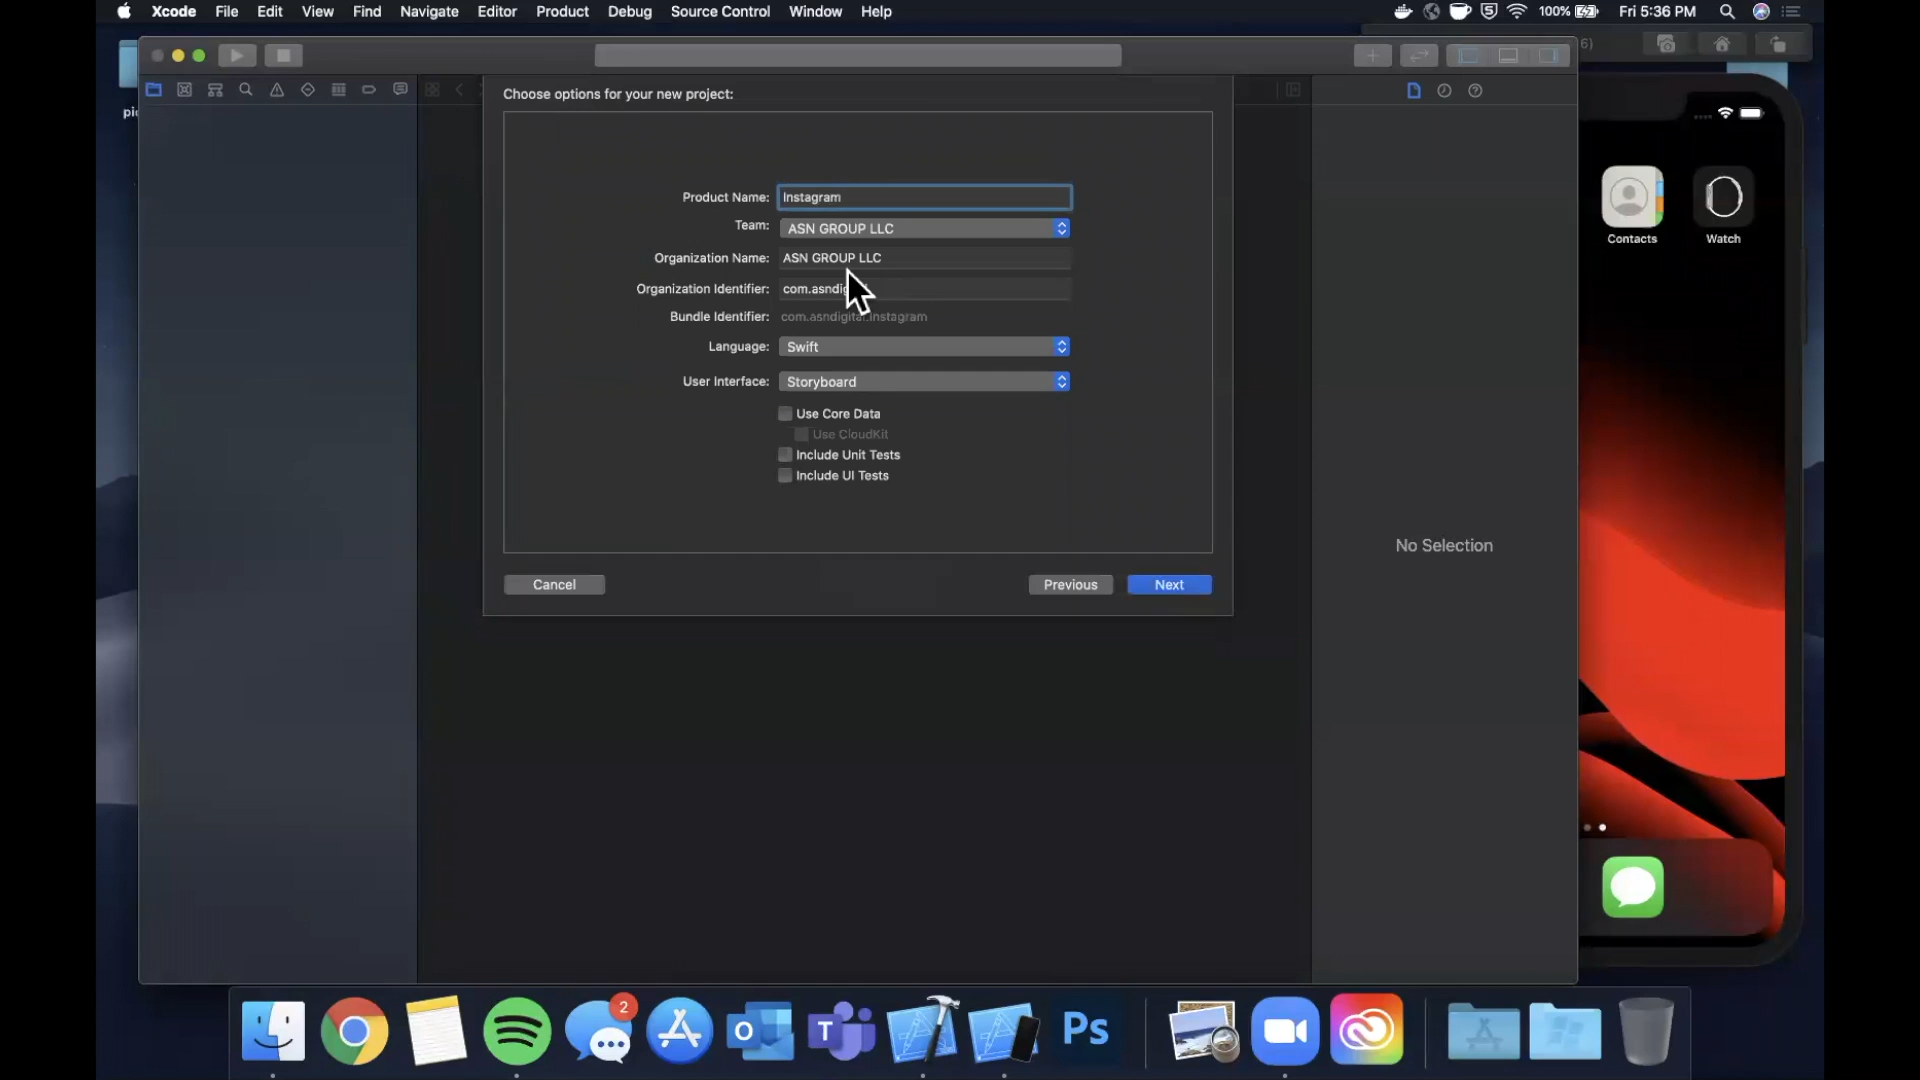 Xcode File Edit View Find Navigate Editor Product Debug Source Control Window Help
5 100% Fri 5:36 PM
6)
Choose options for your new project:
Product Name: Instagram
Team: ASN GROUP LLC
Organization Name: ASN GROUP LLC
Organization Identifier: com.asndig
Bundle Identifier: com.asndigital.Instagram
Language: Swift
User Interface: Storyboard
Use Core Data
Use CloudKit
Include Unit Tests
Include UI Tests
Cancel Previous Next
No Selection
Contacts Watch
2
Ps